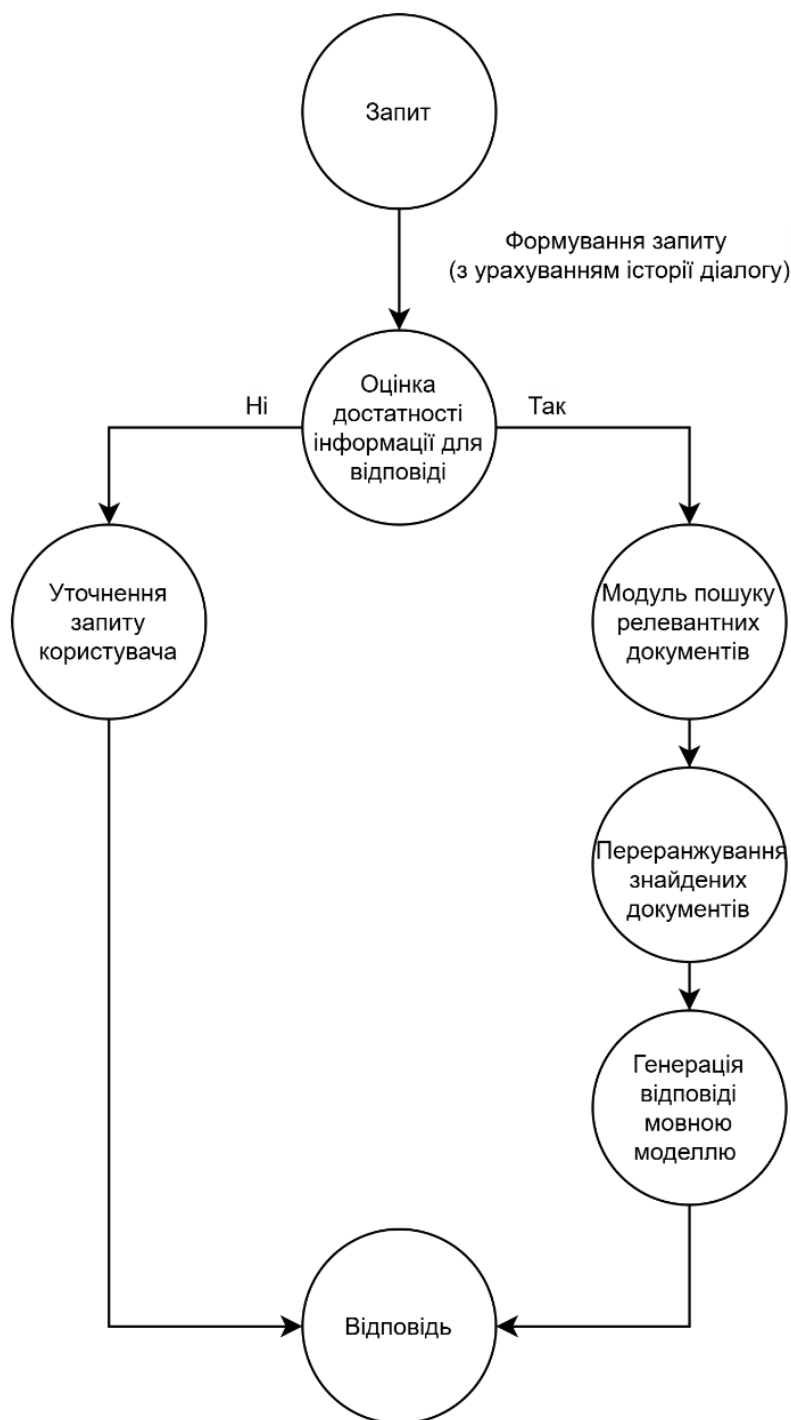 Запит
Формування запиту
(з урахуванням історії діалогу)
Оцінка
достатності
інформації для
відповіді
Ні
Так
Уточнення
запиту
користувача
Модуль пошуку
релевантних
документів
Переранжування
знайдених
документів
Генерація
відповіді
мовною
моделлю
Відповідь